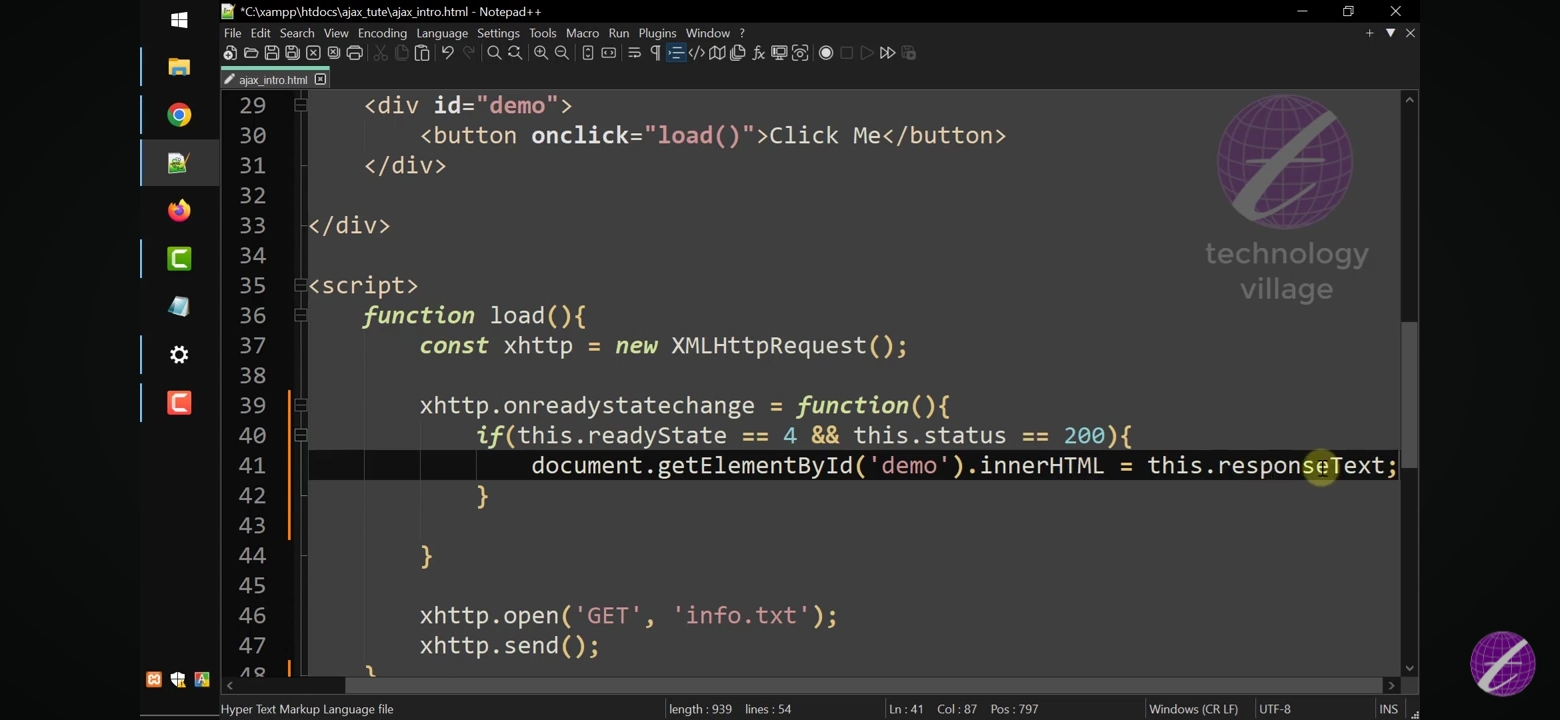 *C:\xampp\htdocs\ajax_tute\ajax_intro.html - Notepad++
File Edit Search View Encoding Language Settings Tools Macro Run Plugins Window ?
ajax_intro.html
29 <div id="demo">
30 <button onclick="load()">Click Me</button>
31 </div>
32
33 </div>
34
35 <script>
36 function load(){
37 const xhttp = new XMLHttpRequest();
38
39 xhttp.onreadystatechange = function(){
40 if(this.readyState == 4 && this.status == 200){
41 document.getElementById('demo').innerHTML = this.responseText;
42 }
43
44 }
45
46 xhttp.open('GET', 'info.txt');
47 xhttp.send();
48 }
technology
village
Hyper Text Markup Language file length : 939 lines : 54 Ln : 41 Col : 87 Pos : 797 Windows (CR LF) UTF-8 INS